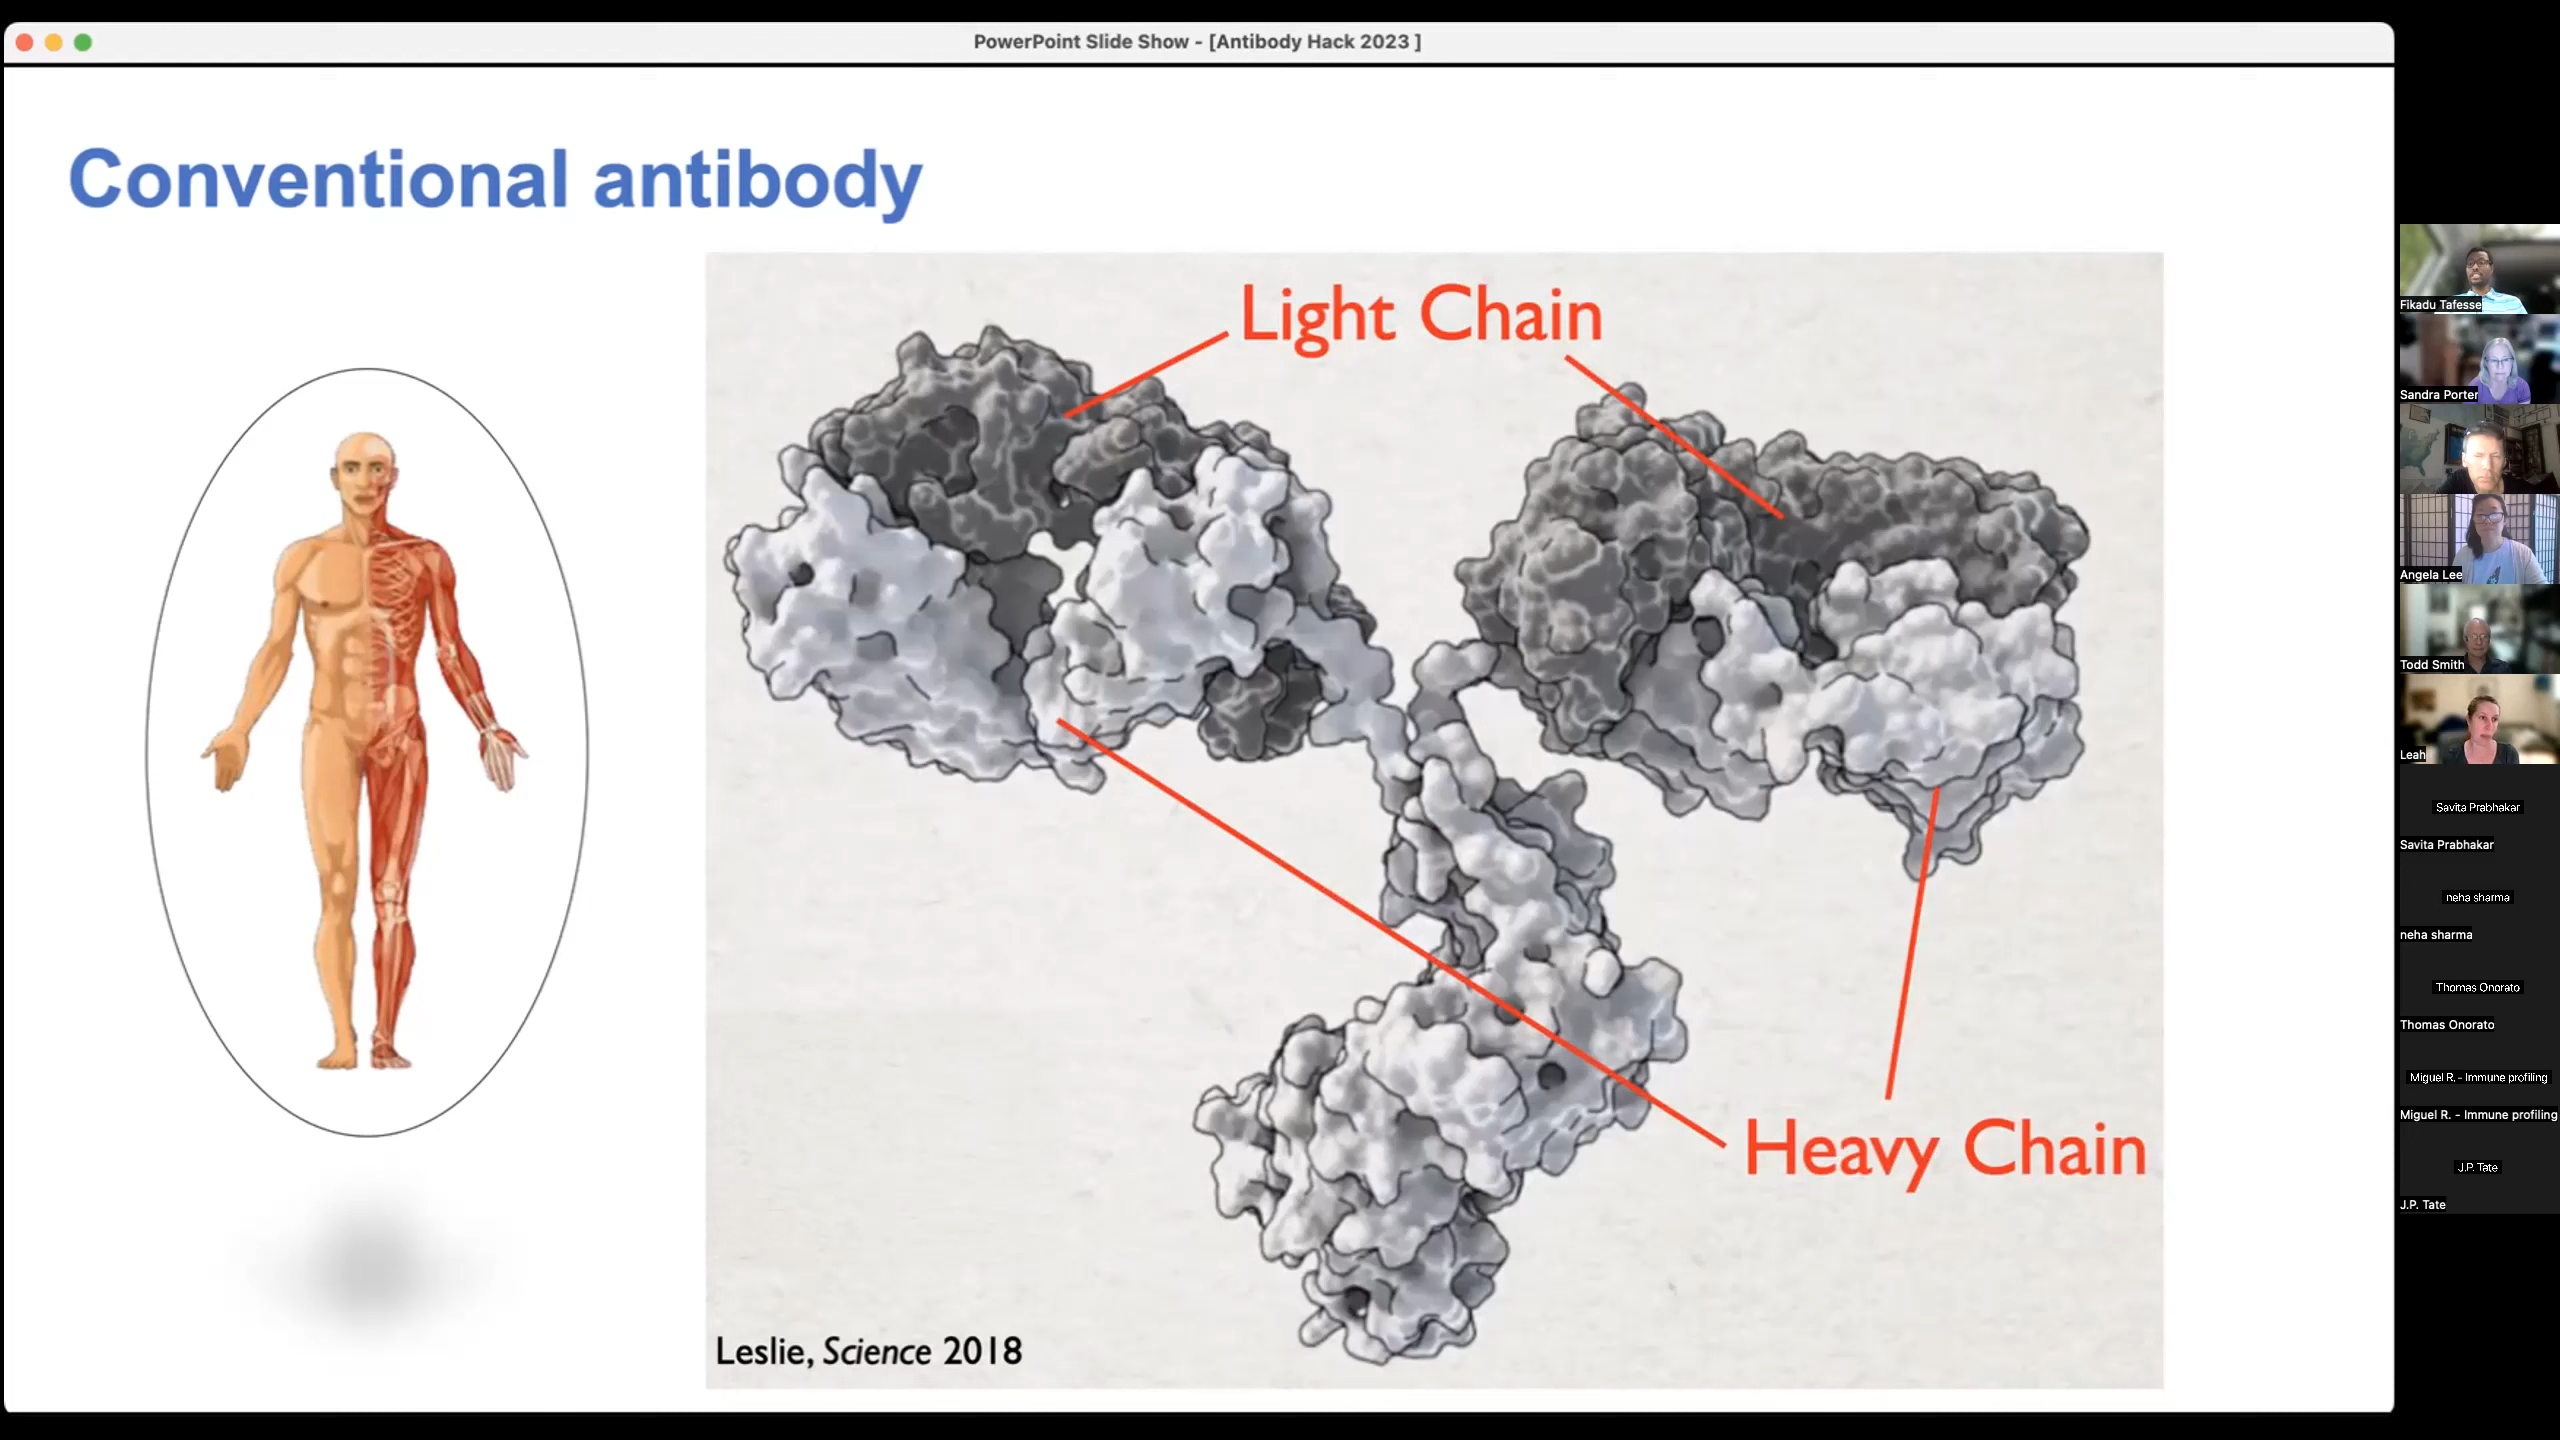 PowerPoint Slide Show - [Antibody Hack 2023 ]
Conventional antibody
Light Chain
Heavy Chain
Leslie, Science 2018
Fikadu Tafesse
Sandra Porter
Angela Lee
Todd Smith
Leah
Savita Prabhakar
Savita Prabhakar
neha sharma
neha sharma
Thomas Onorato
Thomas Onorato
Miguel R. - Immune profiling
Miguel R. - Immune profiling
J.P. Tate
J.P. Tate